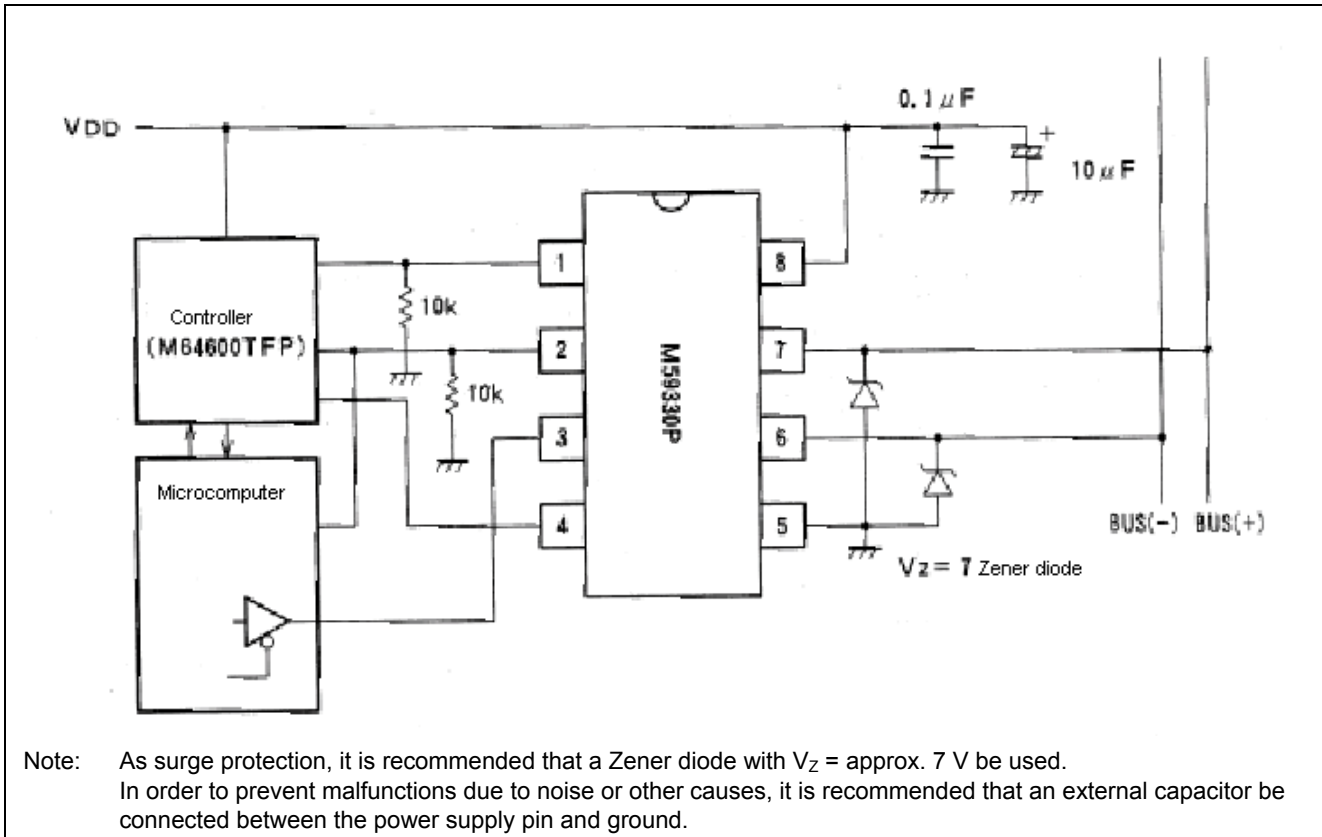 0.1 μF
VDD
+
10 μF
1
8
10k
Controller
(M64600TFP)
2
7
10k
M59330P
3
6
Microcomputer
4
5
BUS(-) BUS(+)
Vz = 7 Zener diode
Note: As surge protection, it is recommended that a Zener diode with VZ = approx. 7 V be used.
In order to prevent malfunctions due to noise or other causes, it is recommended that an external capacitor be
connected between the power supply pin and ground.